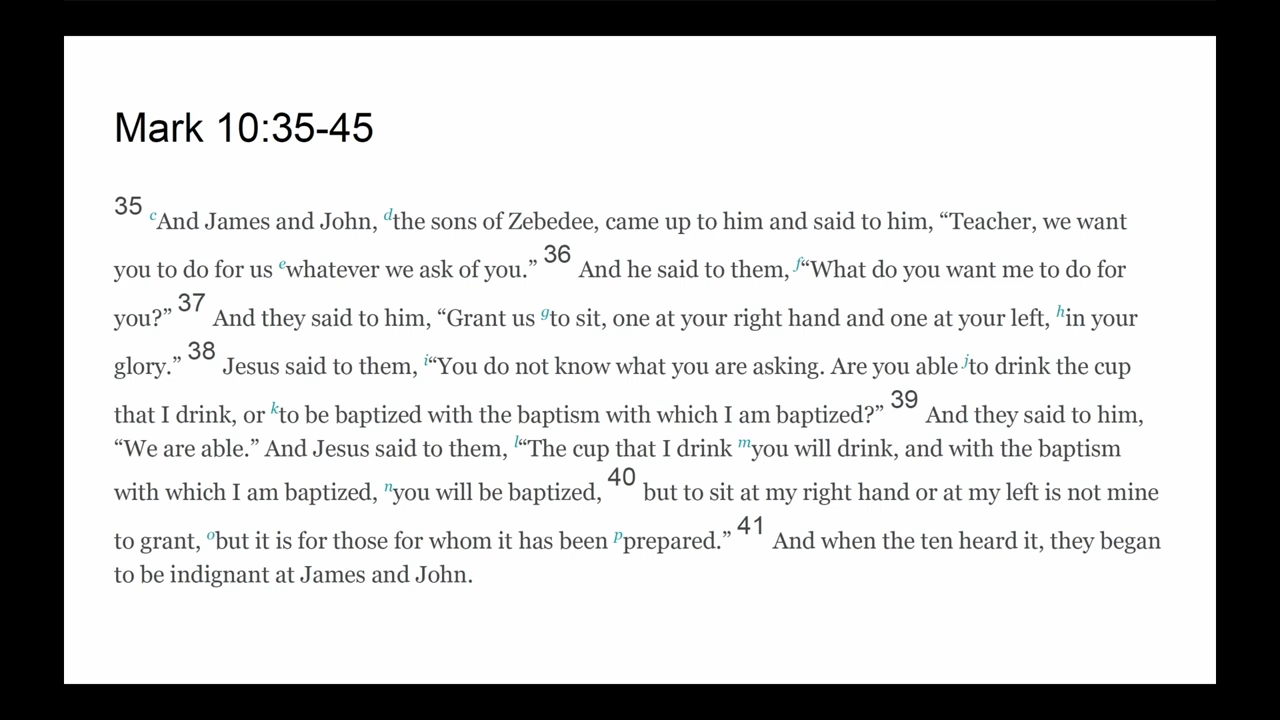 Mark 10:35-45
35 cAnd James and John, dthe sons of Zebedee, came up to him and said to him, “Teacher, we want
you to do for us ewhatever we ask of you.” 36 And he said to them, f“What do you want me to do for
you?” 37 And they said to him, “Grant us gto sit, one at your right hand and one at your left, hin your
glory.” 38 Jesus said to them, i“You do not know what you are asking. Are you able jto drink the cup
that I drink, or kto be baptized with the baptism with which I am baptized?” 39 And they said to him,
“We are able.” And Jesus said to them, l“The cup that I drink myou will drink, and with the baptism
with which I am baptized, nyou will be baptized, 40 but to sit at my right hand or at my left is not mine
to grant, obut it is for those for whom it has been pprepared.” 41 And when the ten heard it, they began
to be indignant at James and John.